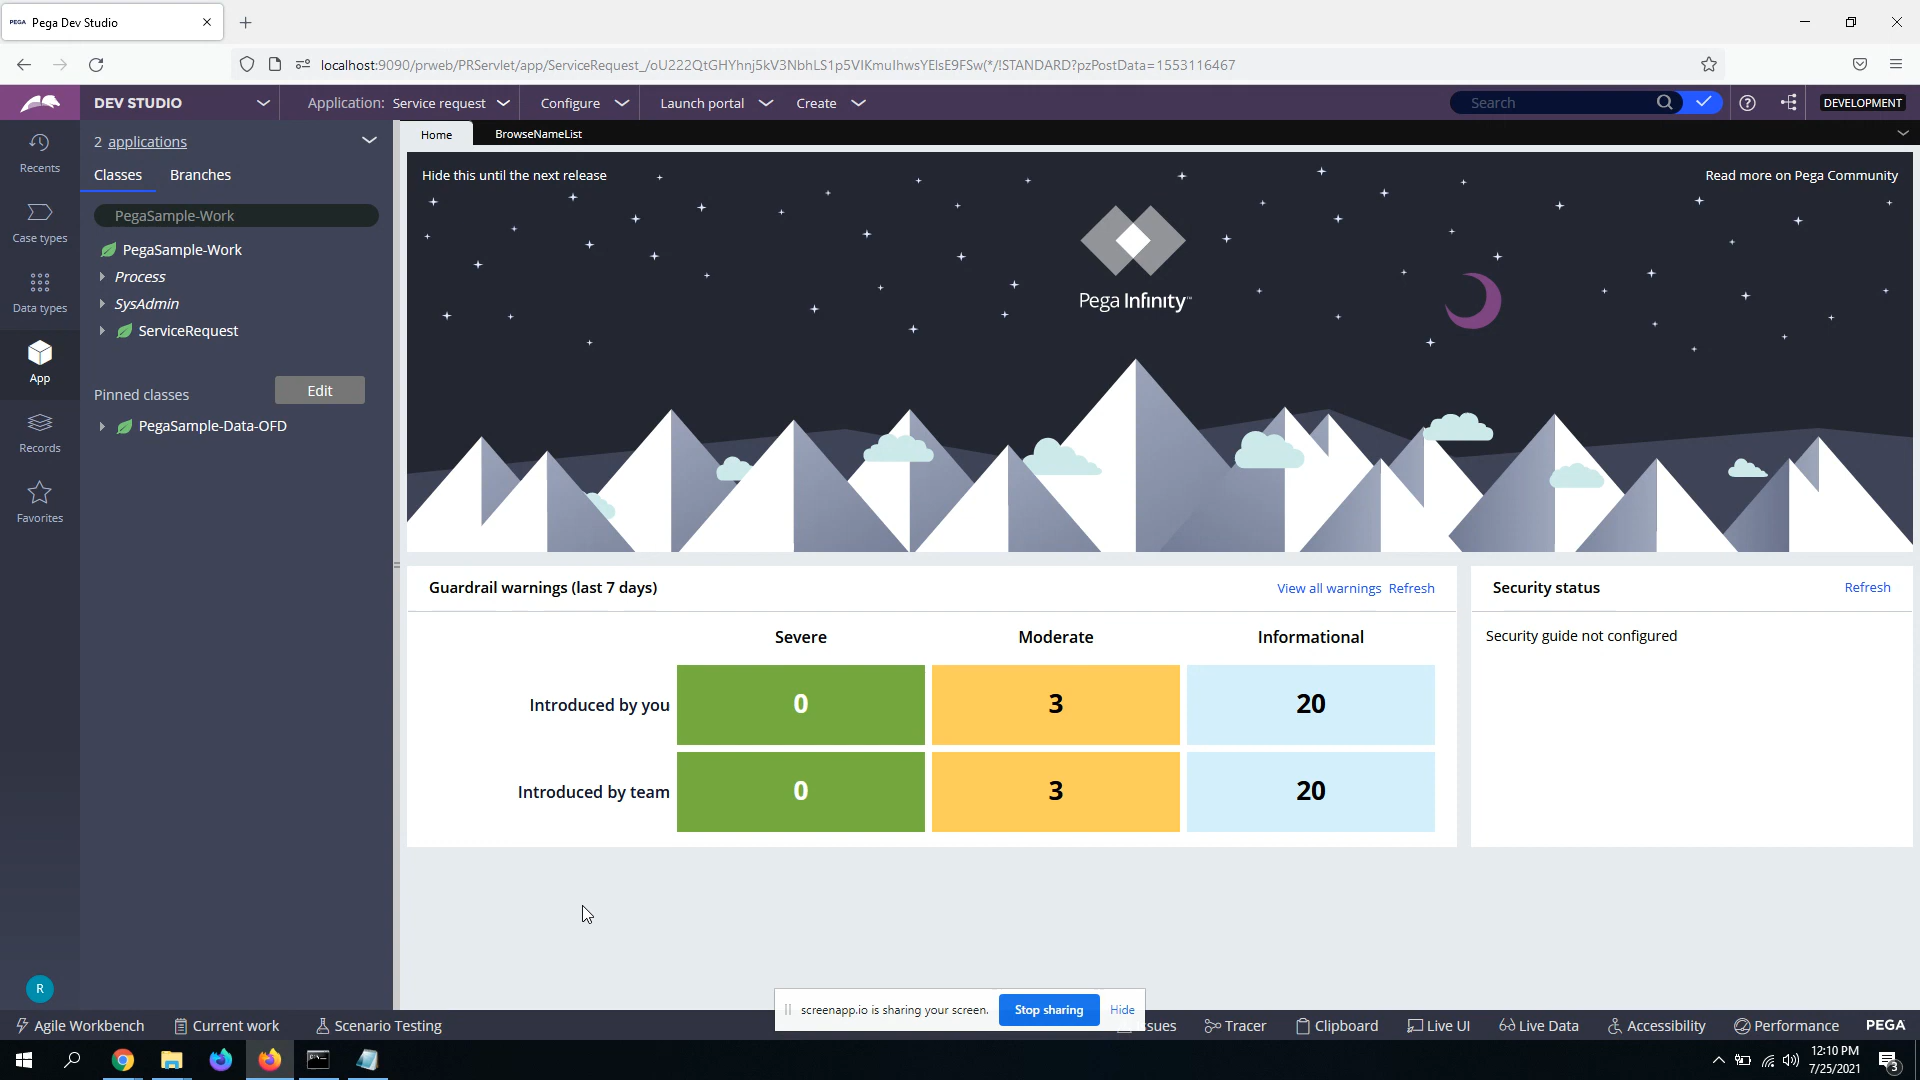 PEGA Pega Dev Studio
localhost:9090/prweb/PRServlet/app/ServiceRequest_/oU222QtGHYhnj5kV3NbhLS1p5VIKmuIhwsYElsE9FSw(*/!STANDARD?pzPostData=1553116467
DEV STUDIO
Application: Service request
Configure
Launch portal
Create
Search
DEVELOPMENT
Recents
Case types
Data types
App
Records
Favorites
R
2 applications
Classes
Branches
PegaSample-Work
PegaSample-Work
Process
SysAdmin
ServiceRequest
Pinned classes
Edit
PegaSample-Data-OFD
Home
BrowseNameList
Hide this until the next release
Read more on Pega Community
Pega Infinity™
Guardrail warnings (last 7 days)
View all warnings Refresh
Severe Moderate Informational
Introduced by you 0 3 20
Introduced by team 0 3 20
Security status
Refresh
Security guide not configured
screenapp.io is sharing your screen.
Stop sharing
Hide
Agile Workbench
Current work
Scenario Testing
ssues
Tracer
Clipboard
Live UI
Live Data
Accessibility
Performance
PEGA
12:10 PM
7/25/2021
3